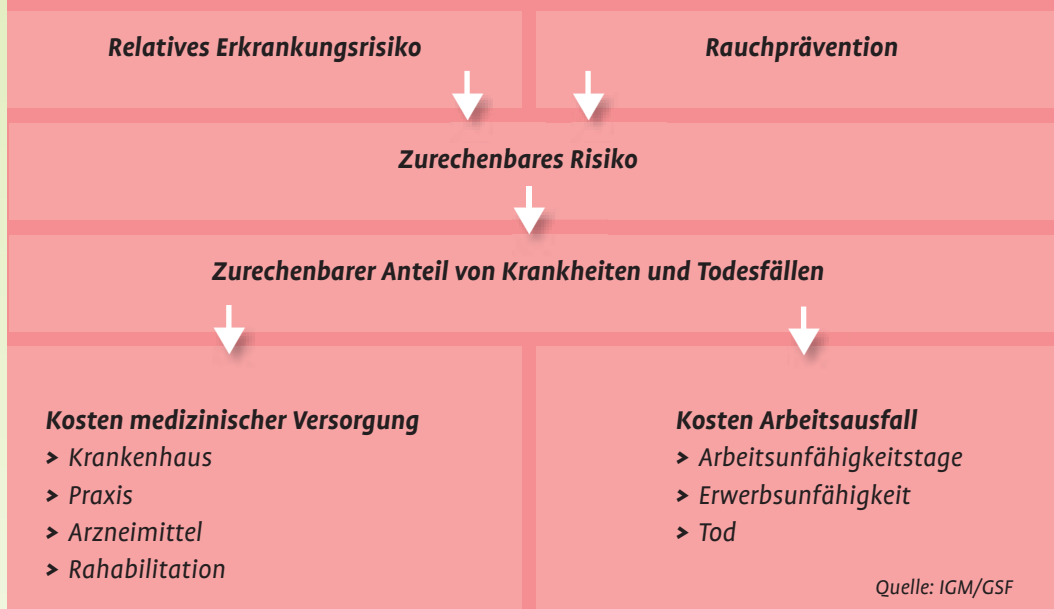 Relatives Erkrankungsrisiko
Rauchprävention
Zurechenbares Risiko
Zurechenbarer Anteil von Krankheiten und Todesfällen
Kosten medizinischer Versorgung
> Krankenhaus
> Praxis
> Arzneimittel
> Rahabilitation
Kosten Arbeitsausfall
> Arbeitsunfähigkeitstage
> Erwerbsunfähigkeit
> Tod
Quelle: IGM/GSF